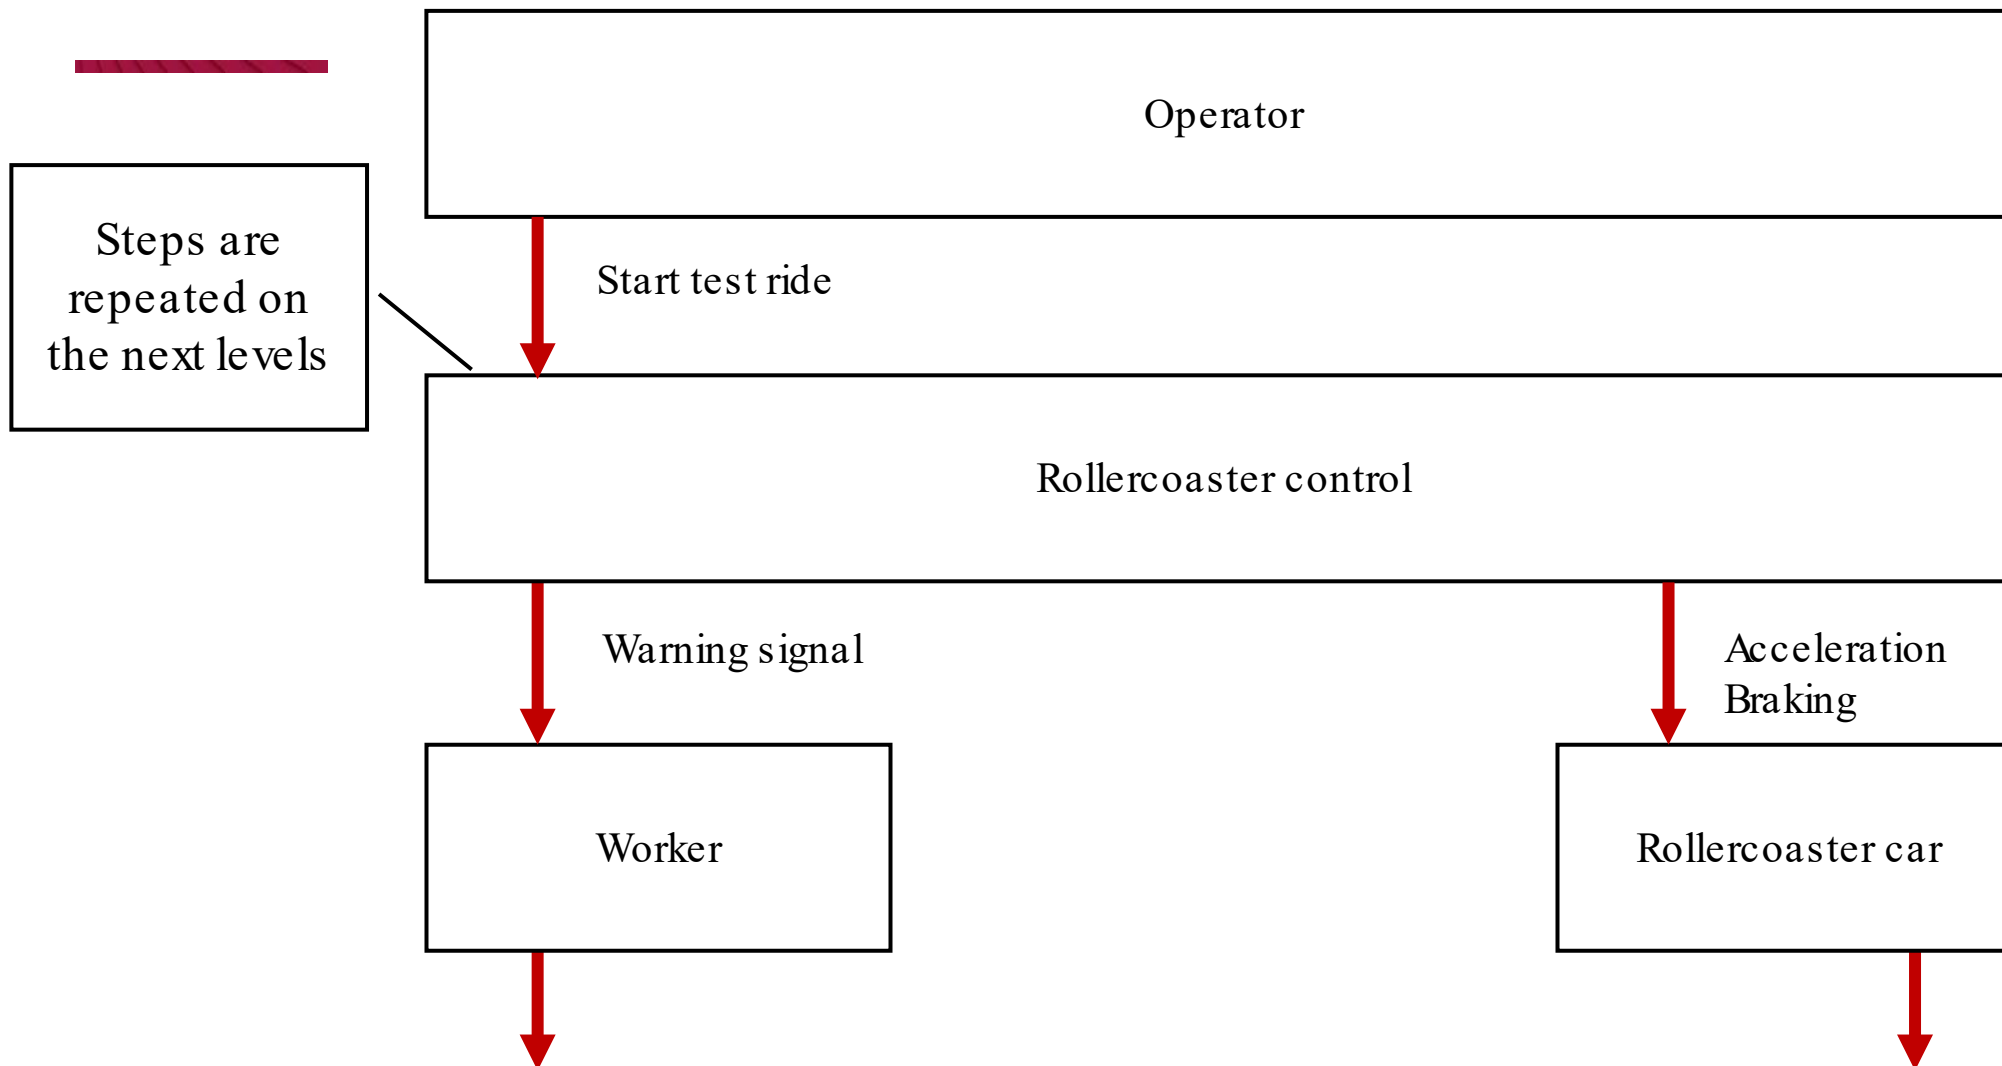 Operator
Steps are
repeated on
the next levels
Start test ride
Rollercoaster control
Warning signal
Acceleration
Braking
Worker
Rollercoaster car